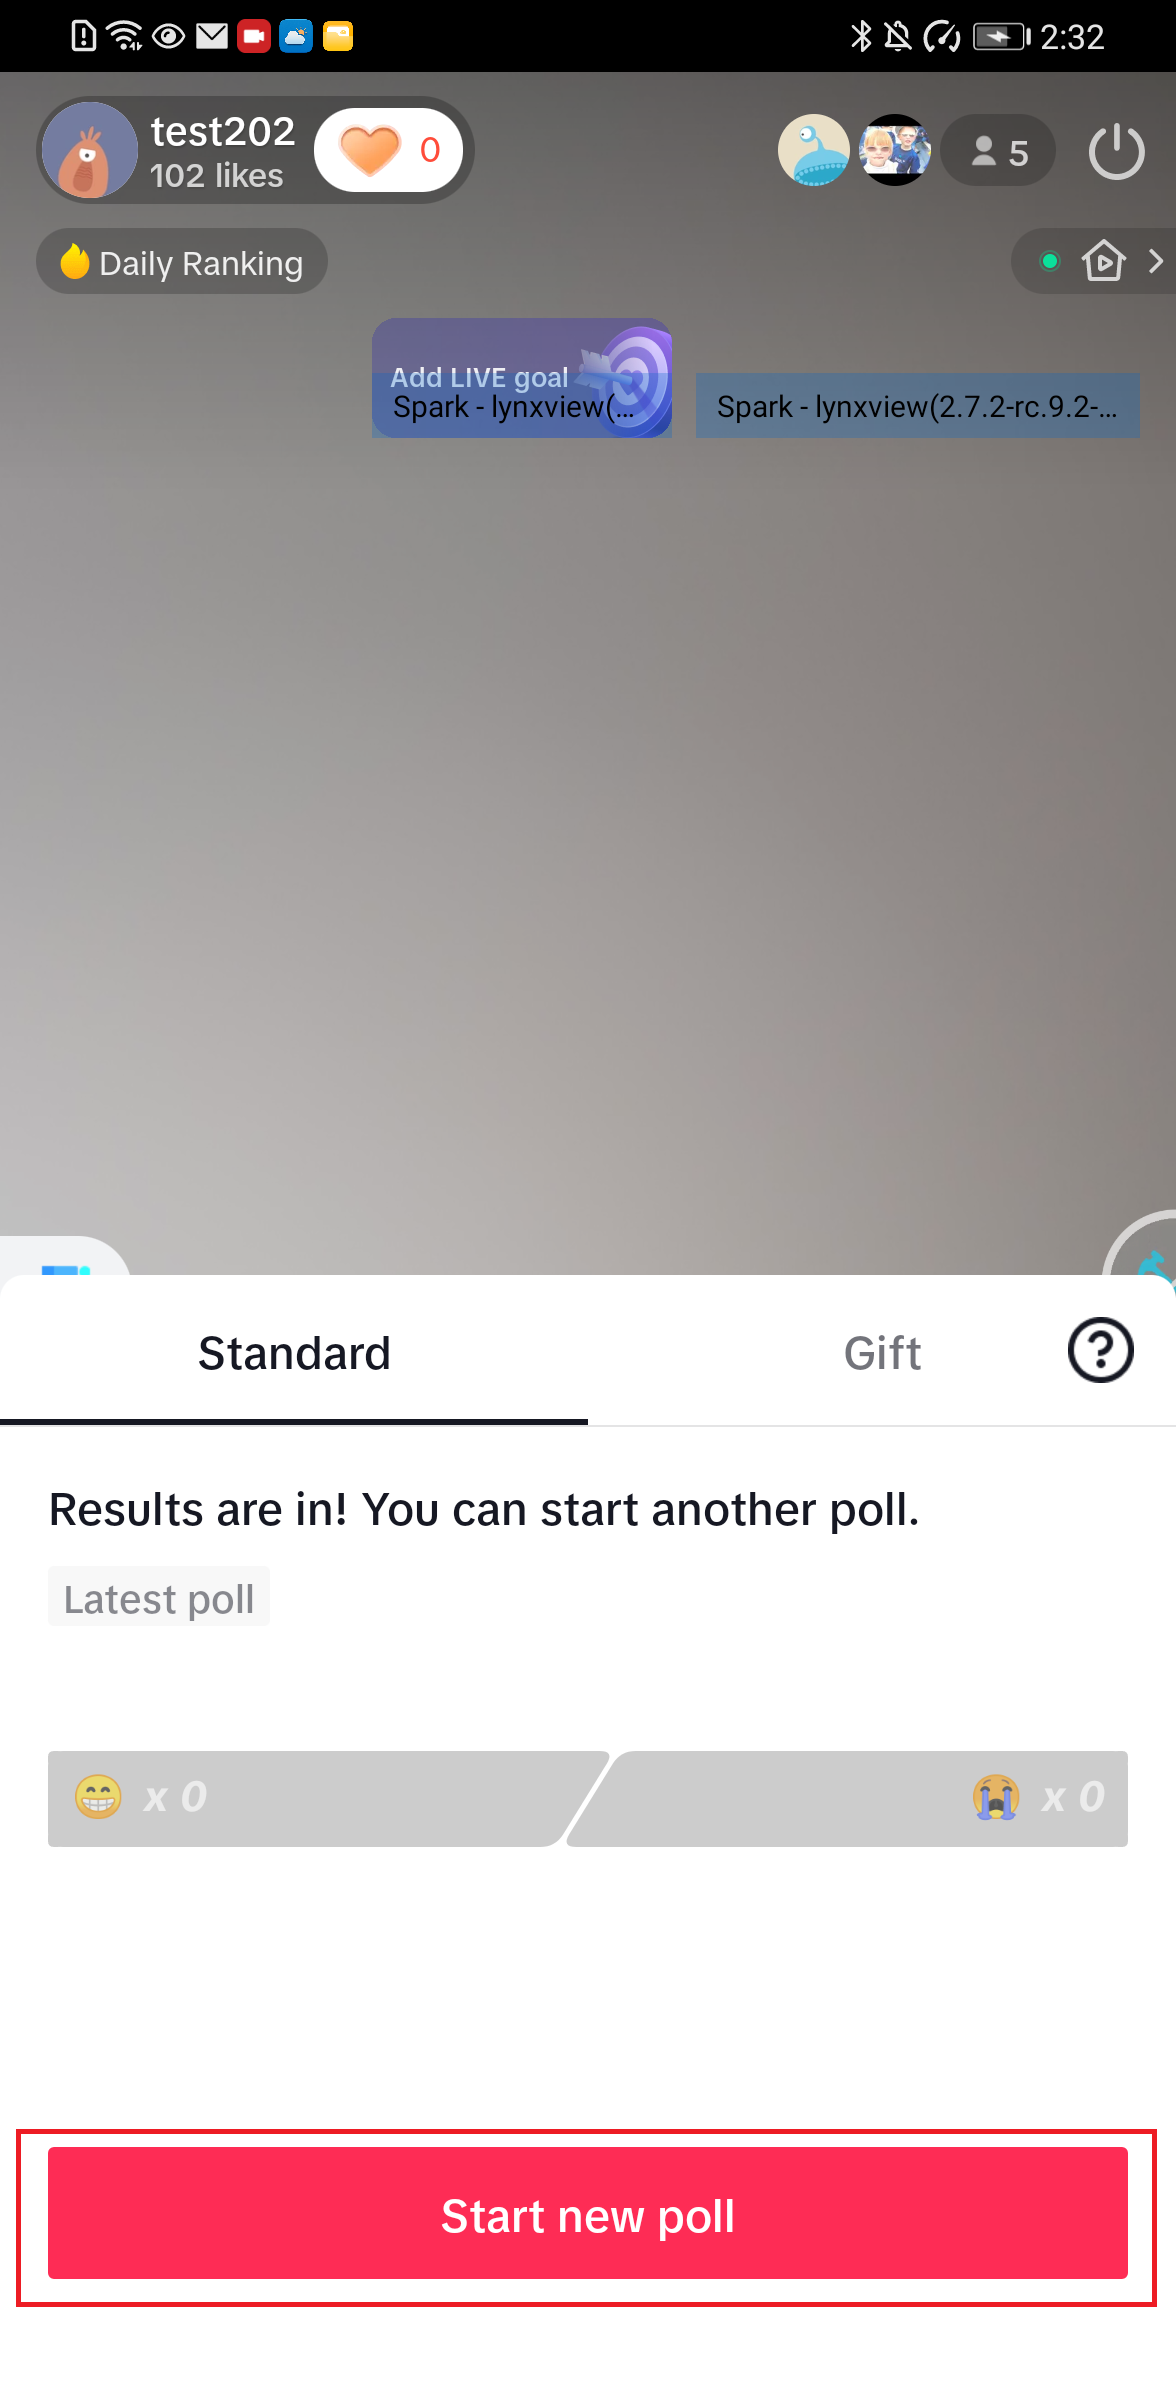 2:32
test202
102 likes
0
5
Daily Ranking
Add LIVE goal
Spark - lynxview(...
Spark - lynxview(2.7.2-rc.9.2-...
Standard
Gift
?
Results are in! You can start another poll.
Latest poll
x 0
x 0
Start new poll